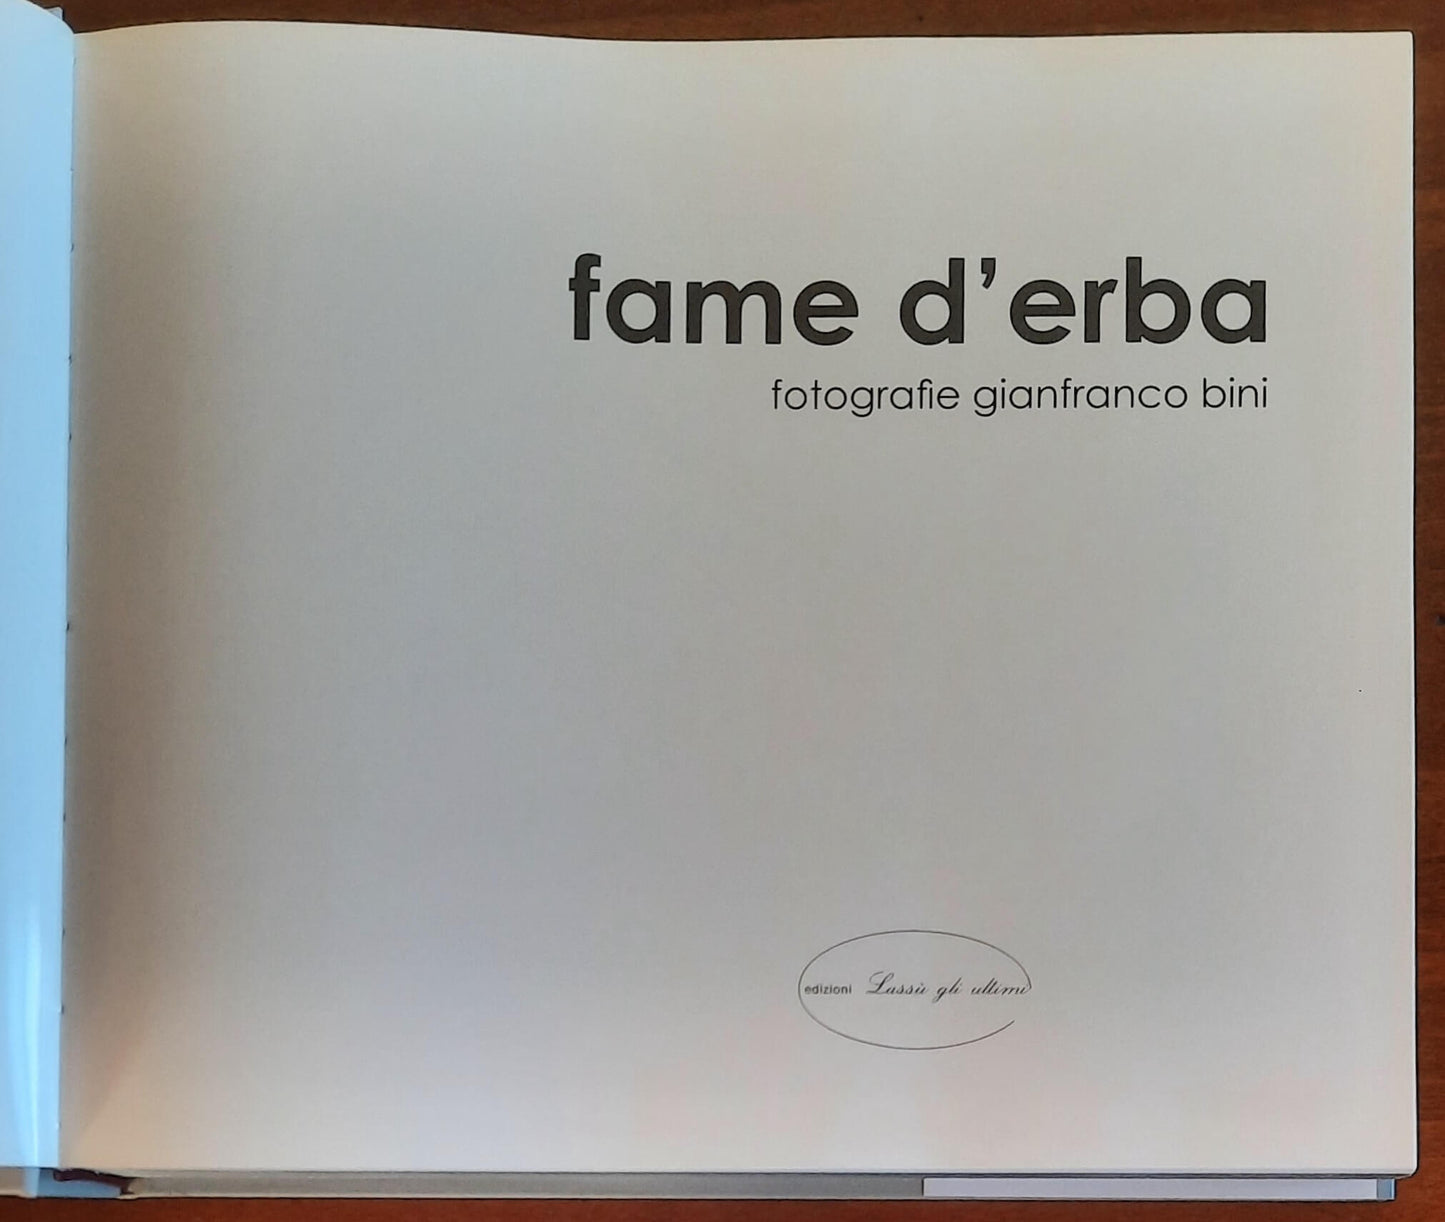 fame d’erba
fotografie gianfranco bini
edizioni Lassù gli ultimi